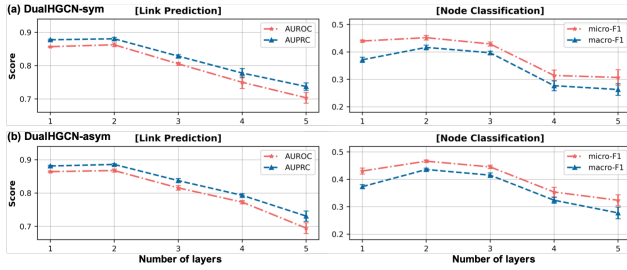 (a) DualHGCN-sym
[Link Prediction]
[Node Classification]
Score
0.9
0.8
0.7
AUROC
AUPRC
1 2 3 4 5
0.5
0.4
0.3
0.2
micro-F1
macro-F1
1 2 3 4 5
(b) DualHGCN-asym
[Link Prediction]
[Node Classification]
Score
0.9
0.8
0.7
AUROC
AUPRC
1 2 3 4 5
Number of layers
0.5
0.4
0.3
0.2
micro-F1
macro-F1
1 2 3 4 5
Number of layers